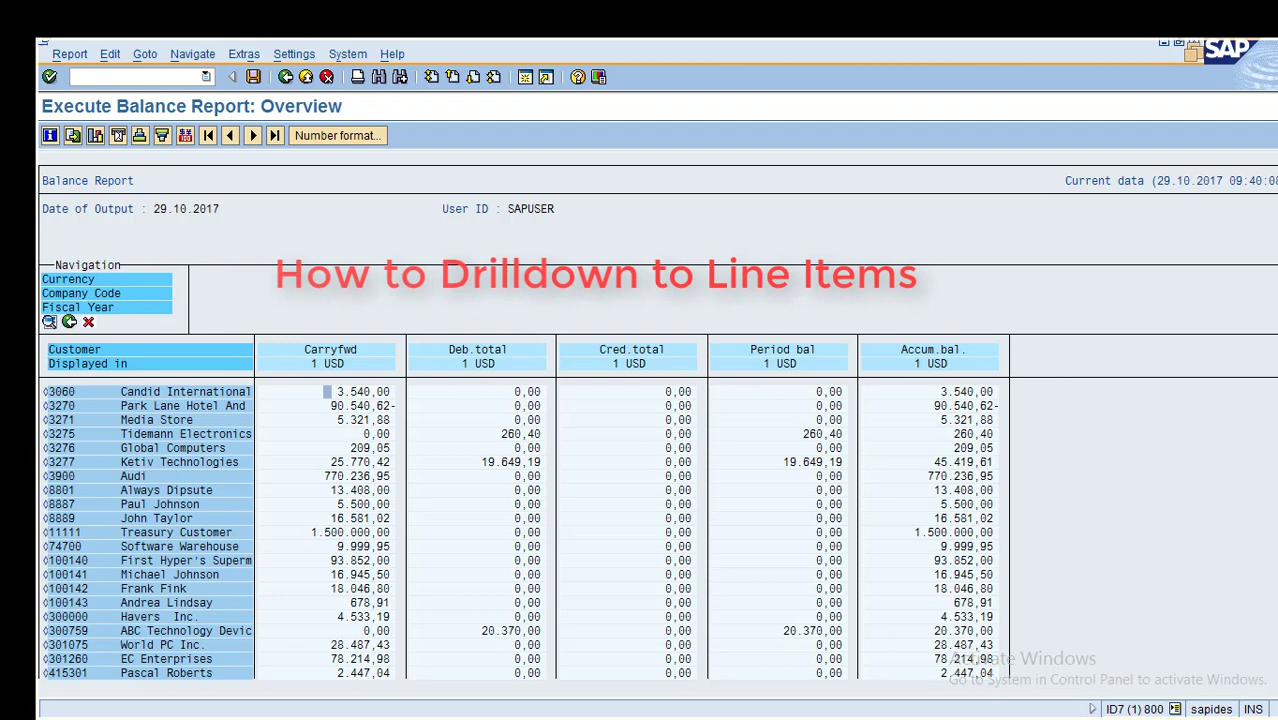 Report Edit Goto Navigate Extras Settings System Help
SAP
Execute Balance Report: Overview
Number format...
Balance Report Current data (29.10.2017 09:40:08
Date of Output : 29.10.2017 User ID : SAPUSER
Navigation
How to Drilldown to Line Items
Currency
Company Code
Fiscal Year
Customer Carryfwd Deb.total Cred.total Period bal Accum.bal.
Displayed in 1 USD 1 USD 1 USD 1 USD 1 USD
3060 Candid International 3.540,00 0,00 0,00 0,00 3.540,00
3270 Park Lane Hotel And 90.540,62- 0,00 0,00 0,00 90.540,62-
3271 Media Store 5.321,88 0,00 0,00 0,00 5.321,88
3275 Tidemann Electronics 0,00 260,40 0,00 260,40 260,40
3276 Global Computers 209,05 0,00 0,00 0,00 209,05
3277 Ketiv Technologies 25.770,42 19.649,19 0,00 19.649,19 45.419,61
3900 Audi 770.236,95 0,00 0,00 0,00 770.236,95
8801 Always Dipsute 13.408,00 0,00 0,00 0,00 13.408,00
8887 Paul Johnson 5.500,00 0,00 0,00 0,00 5.500,00
8889 John Taylor 16.581,02 0,00 0,00 0,00 16.581,02
11111 Treasury Customer 1.500.000,00 0,00 0,00 0,00 1.500.000,00
74700 Software Warehouse 9.999,95 0,00 0,00 0,00 9.999,95
100140 First Hyper's Superm 93.852,00 0,00 0,00 0,00 93.852,00
100141 Michael Johnson 16.945,50 0,00 0,00 0,00 16.945,50
100142 Frank Fink 18.046,80 0,00 0,00 0,00 18.046,80
100143 Andrea Lindsay 678,91 0,00 0,00 0,00 678,91
300000 Havers Inc. 4.533,19 0,00 0,00 0,00 4.533,19
300759 ABC Technology Devic 0,00 20.370,00 0,00 20.370,00 20.370,00
301075 World PC Inc. 28.487,43 0,00 0,00 0,00 28.487,43
301260 EC Enterprises 78.214,98 0,00 0,00 0,00 78.214,98
415301 Pascal Roberts 2.447,04 0,00 0,00 0,00 2.447,04
Activate Windows
Go to System in Control Panel to activate Windows.
ID7 (1) 800 sapides INS